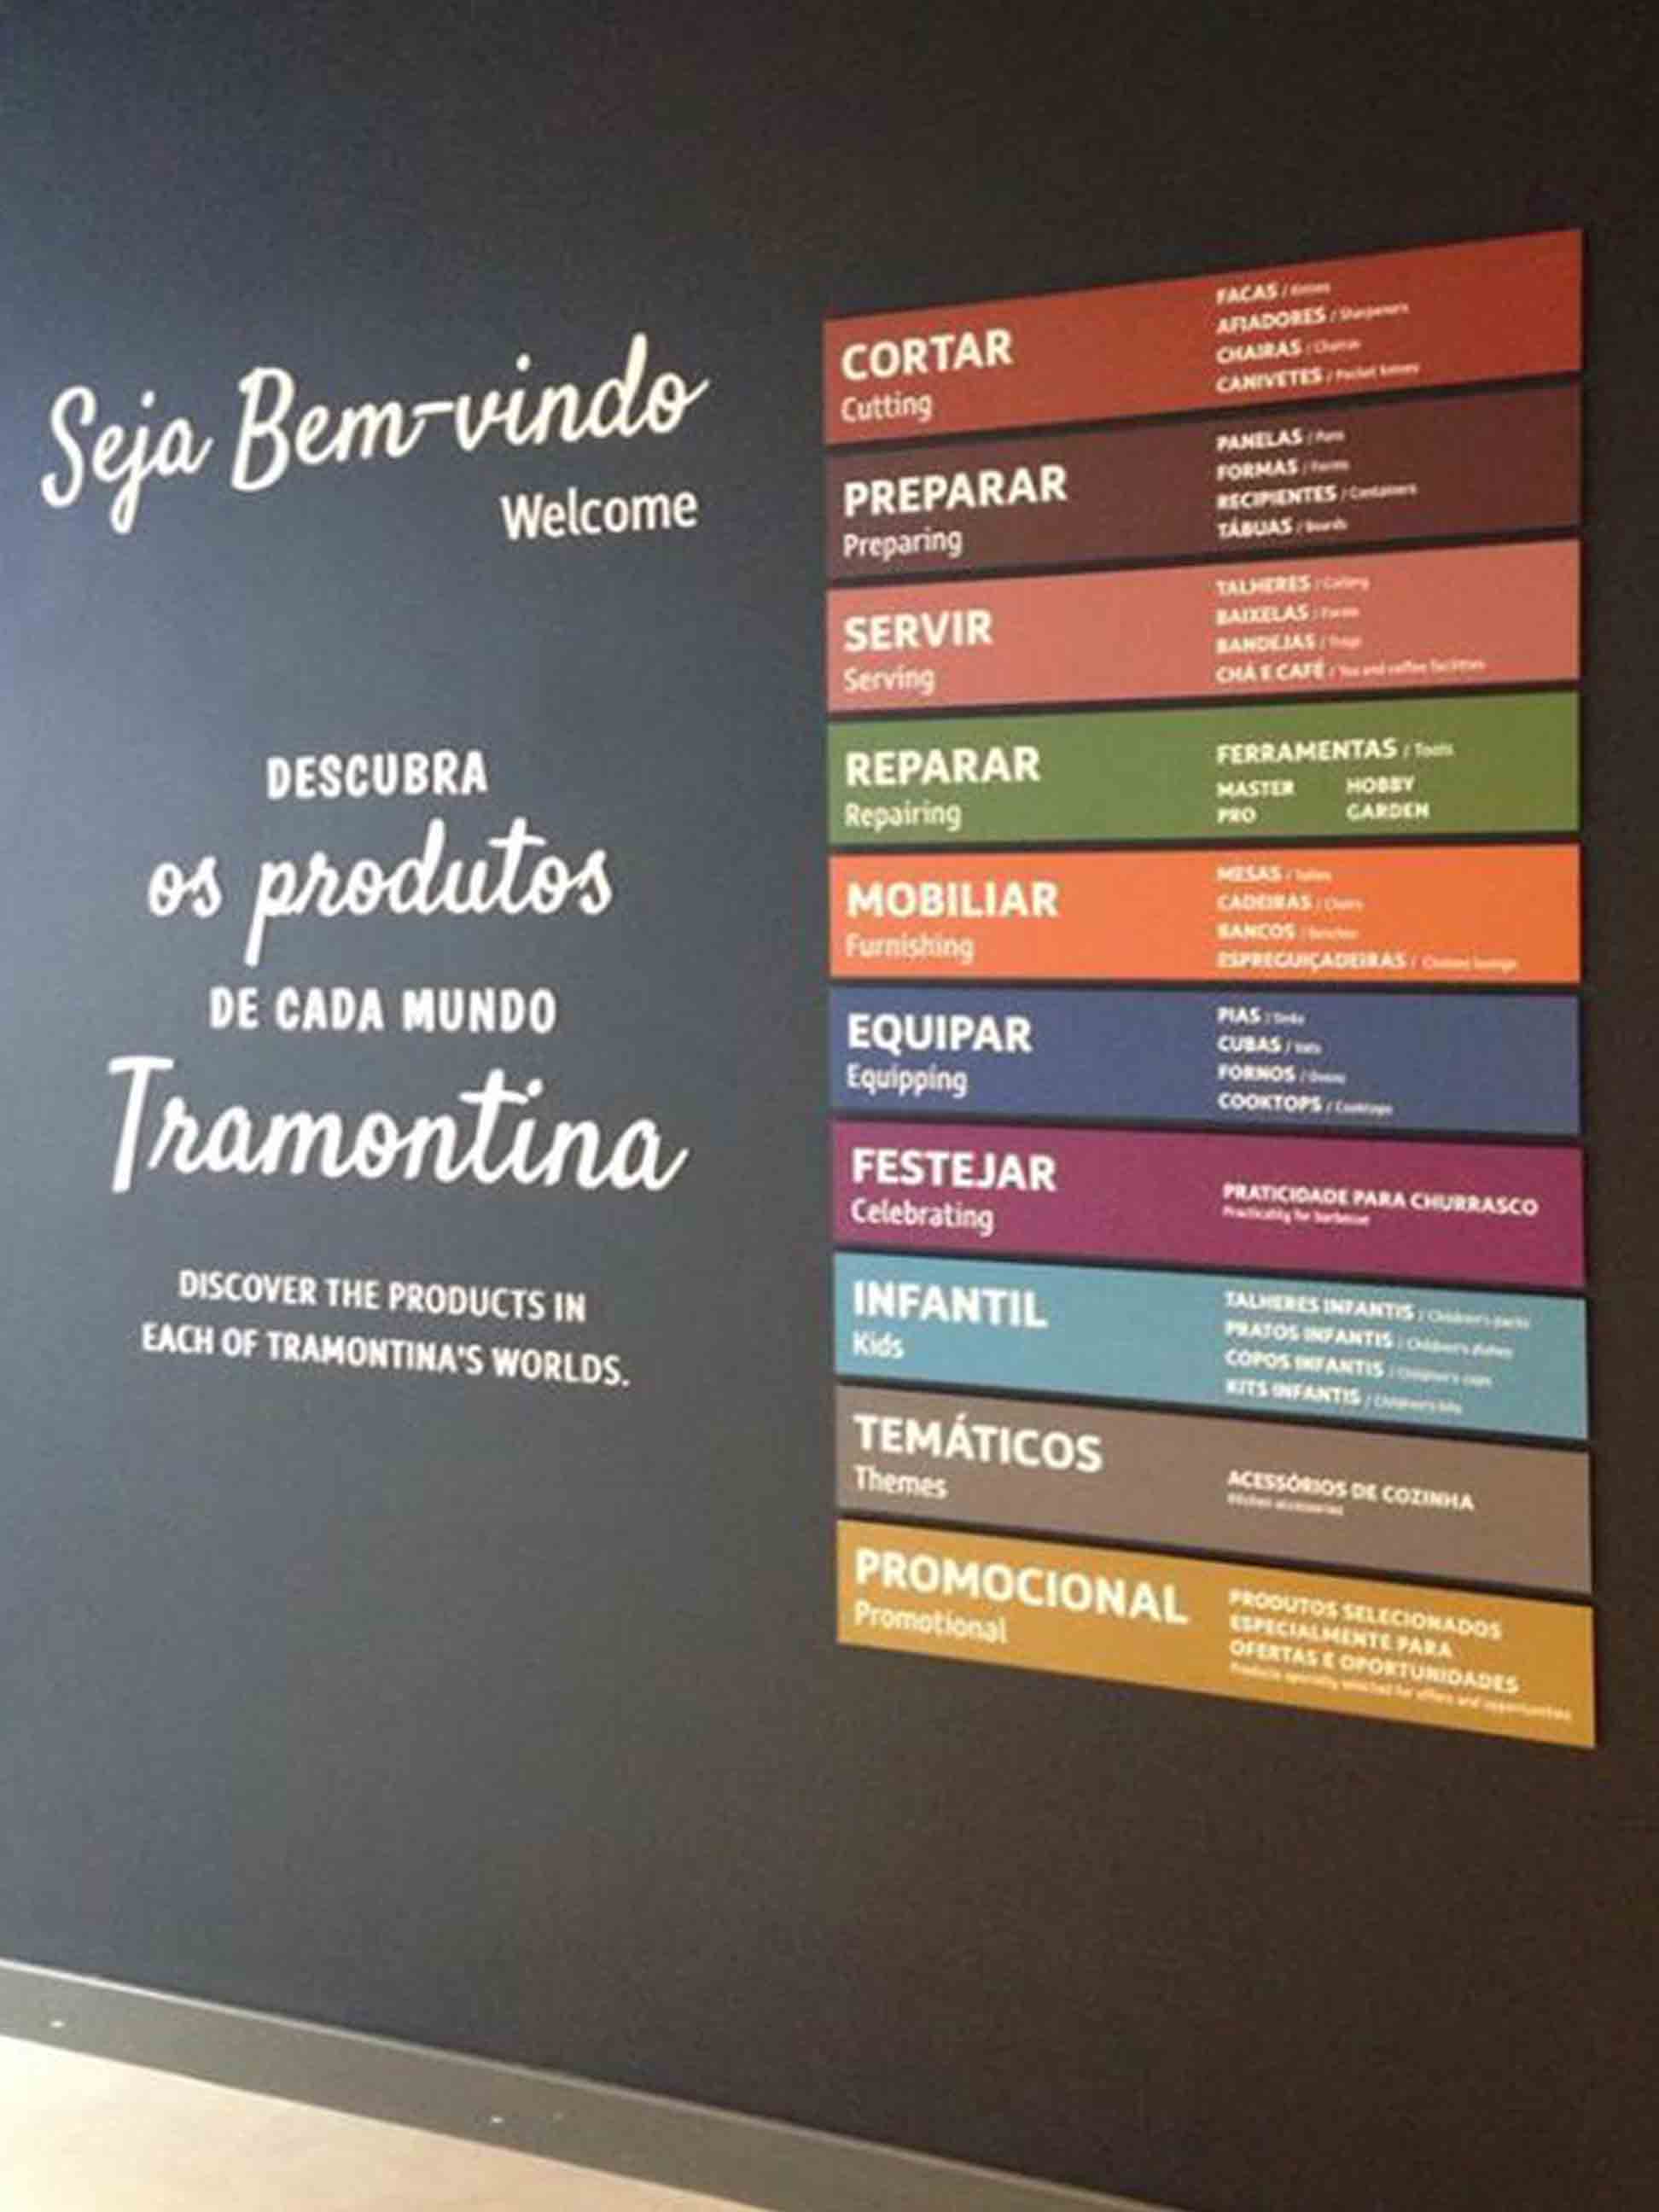 Seja Bem-vindo
Welcome
DESCUBRA
os produtos
DE CADA MUNDO
Tramontina
DISCOVER THE PRODUCTS IN
EACH OF TRAMONTINA'S WORLDS.
CORTAR
Cutting
FACAS / Knives
AFIADORES / Sharpeners
CHAIRAS / Chairas
CANIVETES / Pocket knives
PREPARAR
Preparing
PANELAS / Pans
FORMAS / Forms
RECIPIENTES / Containers
TÁBUAS / Boards
SERVIR
Serving
TALHERES /
BAIXELAS /
BANDEJAS / Trays
CHÁ E CAFÉ / Tea and coffee facilities
REPARAR
Repairing
FERRAMENTAS / Tools
MASTER HOBBY
PRO GARDEN
MOBILIAR
Furnishing
MESAS / Tables
CADEIRAS / Chairs
BANCOS / Benches
ESPREGUIÇADEIRAS /
EQUIPAR
Equipping
PIAS / Sinks
CUBAS /
FORNOS / Ovens
COOKTOPS / Cooktops
FESTEJAR
Celebrating
PRATICIDADE PARA CHURRASCO
Practicality for barbecue
INFANTIL
Kids
TALHERES INFANTIS / Children's
PRATOS INFANTIS / Children's dishes
COPOS INFANTIS / Children's cups
KITS INFANTIS / Children's kits
TEMÁTICOS
Themes
ACESSÓRIOS DE COZINHA
Kitchen accessories
PROMOCIONAL
Promotional
PRODUTOS SELECIONADOS
ESPECIALMENTE PARA
OFERTAS E OPORTUNIDADES
Products specially selected for offers and opportunities